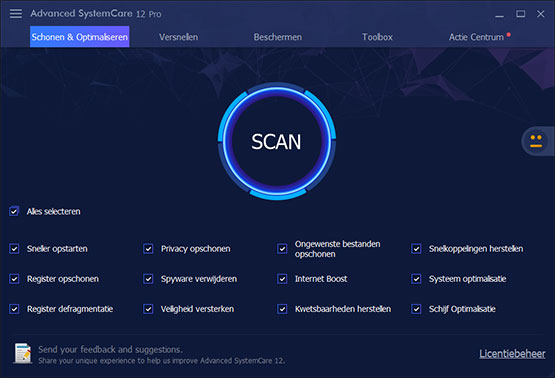 Advanced SystemCare 12 Pro
Schonen & Optimaliseren Versnellen Beschermen Toolbox Actie Centrum
SCAN
Alles selecteren
Sneller opstarten Privacy opschonen Ongewenste bestanden opschonen Snelkoppelingen herstellen
Register opschonen Spyware verwijderen Internet Boost Systeem optimalisatie
Register defragmentatie Veiligheid versterken Kwetsbaarheden herstellen Schijf Optimalisatie
Send your feedback and suggestions.
Share your unique experience to help us improve Advanced SystemCare 12.
Licentiebeheer